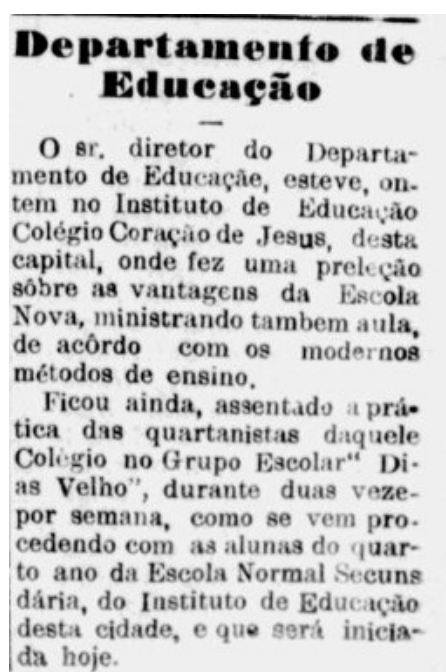 Departamento de
Educação
O sr. diretor do Departa-
mento de Educaçãe, esteve, on-
tem no Instituto de Educação
Colégio Coração de Jesus, desta
capital, onde fez uma preleção
sôbre as vantagens da Escola
Nova, ministrando tambem aula,
de acôrdo com os modernos
métodos de ensino.
Ficou ainda, assentado a prá-
tica das quartanistas daquele
Colegio no Grupo Escolar“ Di-
as Velho”, durante duas veze-
por semana, como se vem pro-
cedendo com as alunas do quar-
to ano da Escola Normal Secuns
dária, do Instituto de Educação
desta cidade, e que será inicia-
da hoje.